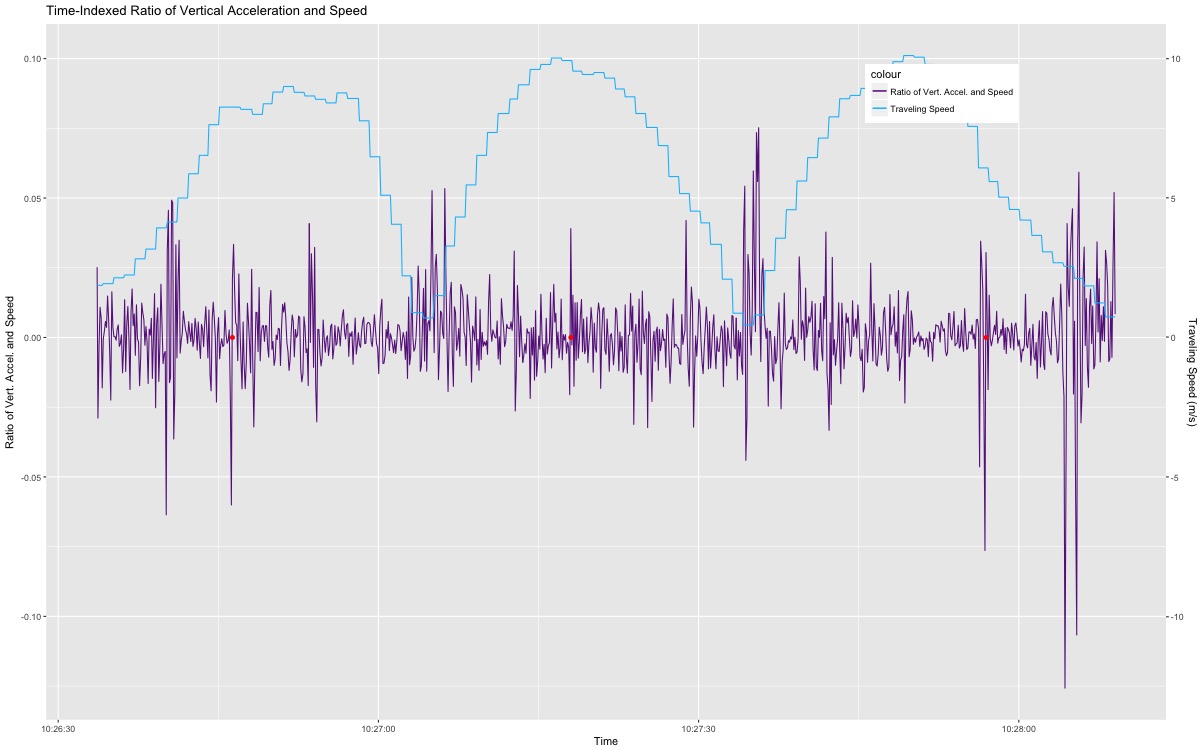 Time-Indexed Ratio of Vertical Acceleration and Speed
0.10
0.05
0.00
-0.05
-0.10
Ratio of Vert. Accel. and Speed
10
5
0
-5
-10
Traveling Speed (m/s)
colour
Ratio of Vert. Accel. and Speed
Traveling Speed
10:26:30
10:27:00
10:27:30
10:28:00
Time